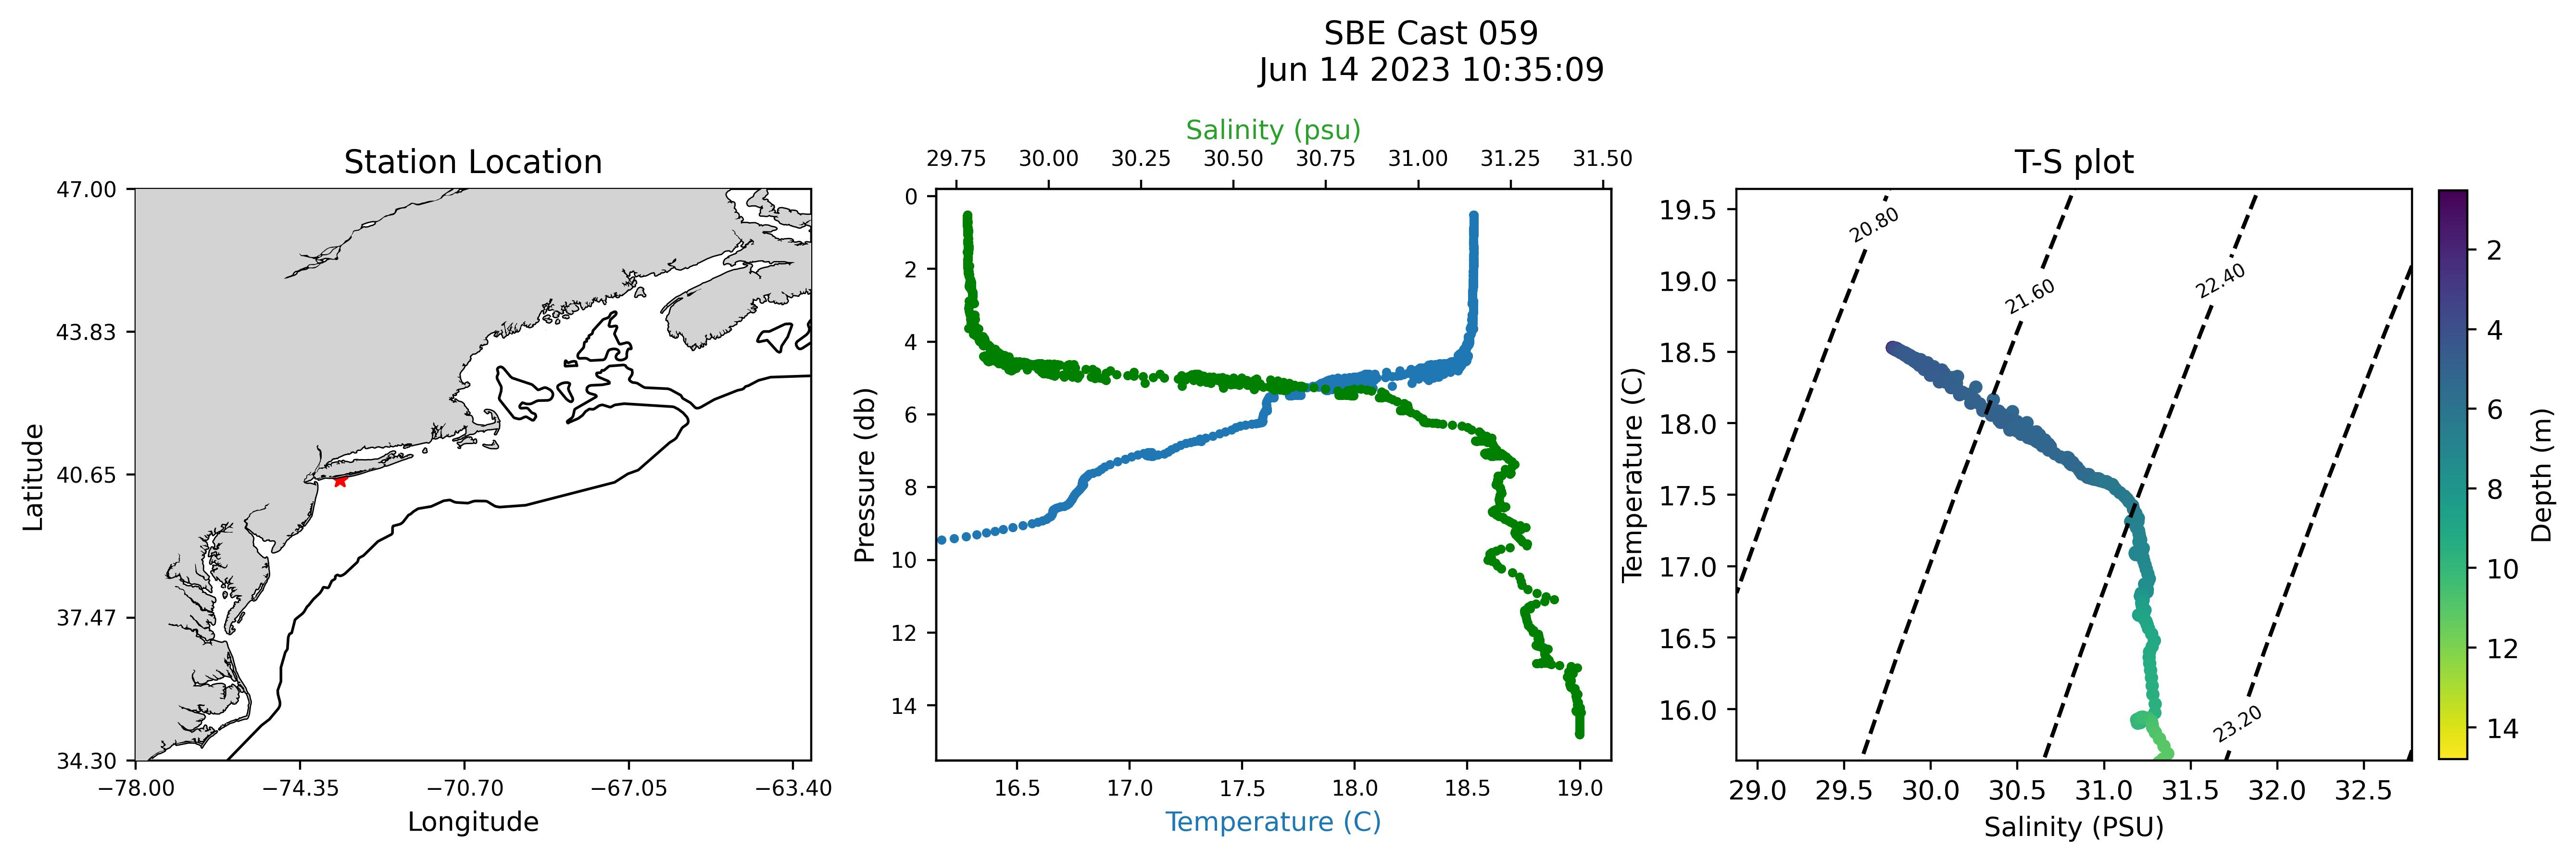 SBE Cast 059
Jun 14 2023 10:35:09
Station Location
47.00
43.83
40.65
37.47
34.30
Latitude
−78.00 −74.35 −70.70 −67.05 −63.40
Longitude
Salinity (psu)
29.75 30.00 30.25 30.50 30.75 31.00 31.25 31.50
0
2
4
6
8
10
12
14
Pressure (db)
16.5 17.0 17.5 18.0 18.5 19.0
Temperature (C)
T-S plot
19.5
19.0
18.5
18.0
17.5
17.0
16.5
16.0
Temperature (C)
20.80
21.60
22.40
23.20
29.0 29.5 30.0 30.5 31.0 31.5 32.0 32.5
Salinity (PSU)
2
4
6
8
10
12
14
Depth (m)